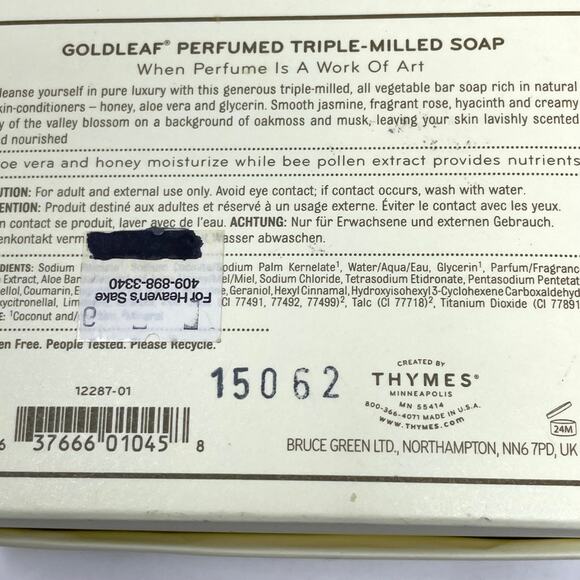 GOLDLEAF® PERFUMED TRIPLE-MILLED SOAP
When Perfume Is A Work Of Art
leanse yourself in pure luxury with this generous triple-milled, all vegetable bar soap rich in natural
kin-conditioners – honey, aloe vera and glycerin. Smooth jasmine, fragrant rose, hyacinth and creamy
y of the valley blossom on a background of oakmoss and musk, leaving your skin lavishly scented
d nourished
oe vera and honey moisturize while bee pollen extract provides nutrients
UTION: For adult and external use only. Avoid eye contact; if contact occurs, wash with water.
TENTION: Produit destiné aux adultes et réservé à un usage externe. Éviter le contact avec les yeux.
n contact se produit, laver avec de l'eau. ACHTUNG: Nur für Erwachsene und externen Gebrauch.
enkontakt verm asser abwaschen.
EDIENTS: Sodium Sodium Palm Kernelate¹, Water/Aqua/Eau, Glycerin¹, Parfum/Fragranc
Extract, Aloe Bar el/Miel, Sodium Chloride, Tetrasodium Etidronate, Pentasodium Pentetat
ellol, Coumarin, E e, Geraniol, Hexyl Cinnamal, Hydroxyisohexyl 3-Cyclohexene Carboxaldehyd
xycitronellal, Lim (CI 77491, 77492, 77499)², Talc (CI 77718)², Titanium Dioxide (CI 77891
E: ¹Coconut and/
For Heaven's Sake
409-898-3340
en Free. People Tested. Please Recycle.
15062
12287-01
6 37666 01045 8
CREATED BY
THYMES®
MINNEAPOLIS
MN 55414
800-366-4071 MADE IN U.S.A.
www.THYMES.com
24M
BRUCE GREEN LTD., NORTHAMPTON, NN6 7PD, UK